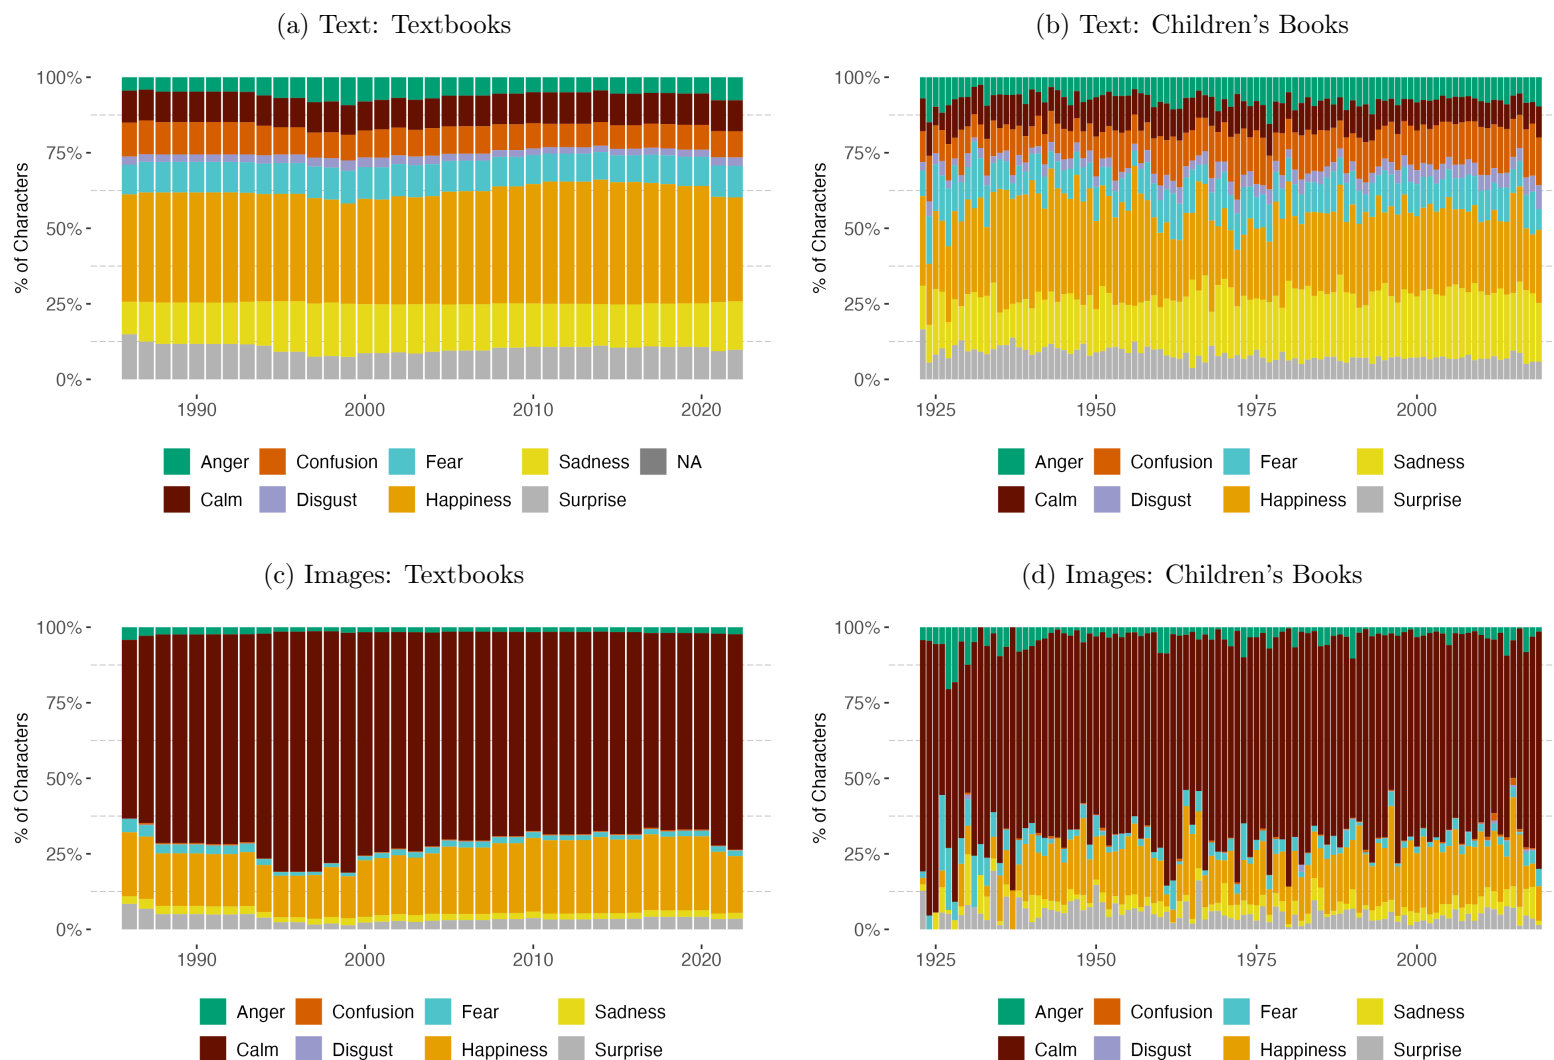 (a) Text: Textbooks
% of Characters
100%
75%
50%
25%
0%
1990 2000 2010 2020
Anger Confusion Fear Sadness NA
Calm Disgust Happiness Surprise
(b) Text: Children's Books
% of Characters
100%
75%
50%
25%
0%
1925 1950 1975 2000
Anger Confusion Fear Sadness
Calm Disgust Happiness Surprise
(c) Images: Textbooks
% of Characters
100%
75%
50%
25%
0%
1990 2000 2010 2020
Anger Confusion Fear Sadness
Calm Disgust Happiness Surprise
(d) Images: Children's Books
% of Characters
100%
75%
50%
25%
0%
1925 1950 1975 2000
Anger Confusion Fear Sadness
Calm Disgust Happiness Surprise